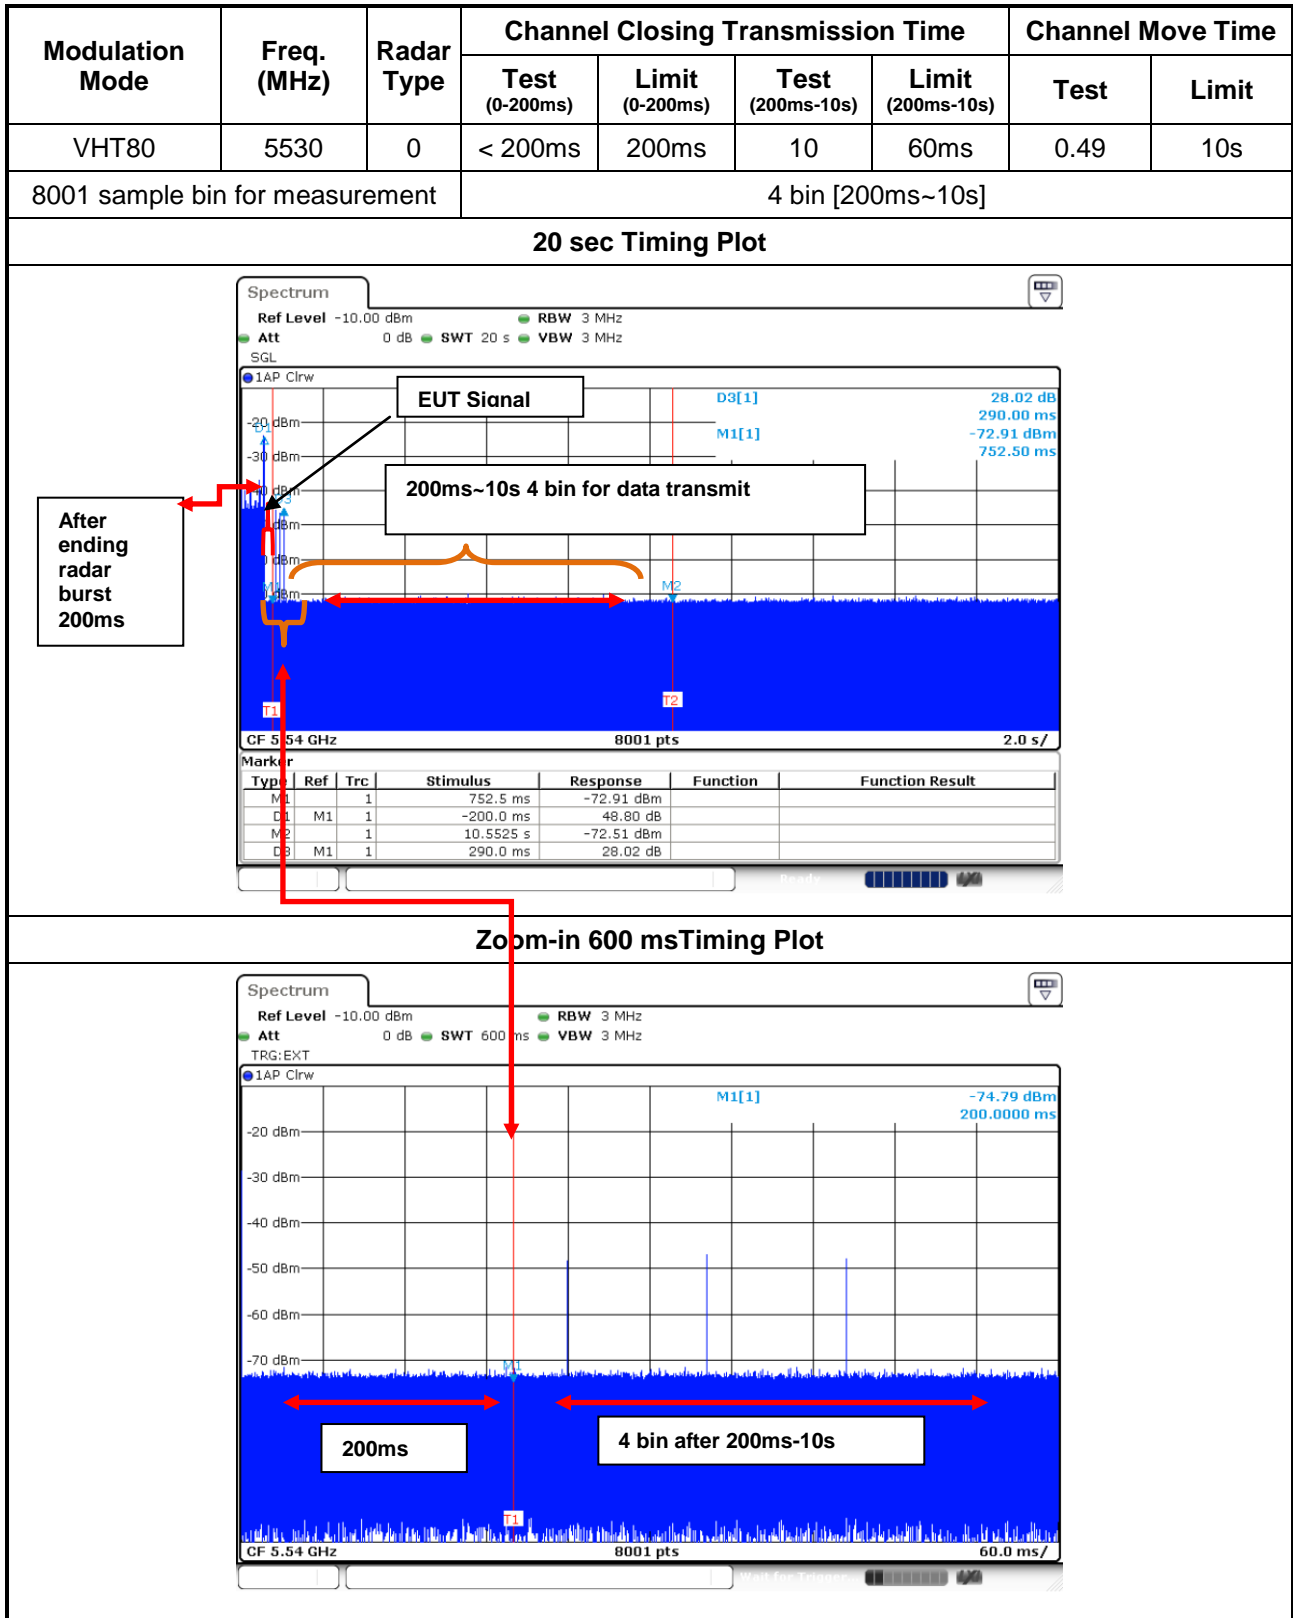 Modulation Mode
Freq. (MHz)
Radar Type
Channel Closing Transmission Time
Channel Move Time
Test (0-200ms)
Limit (0-200ms)
Test (200ms-10s)
Limit (200ms-10s)
Test
Limit
VHT80 5530 0 < 200ms 200ms 10 60ms 0.49 10s
8001 sample bin for measurement 4 bin [200ms~10s]
20 sec Timing Plot
Spectrum
Ref Level -10.00 dBm RBW 3 MHz
Att 0 dB SWT 20 s VBW 3 MHz
SGL
1AP Clrw
EUT Signal
D3[1] 28.02 dB
290.00 ms
M1[1] -72.91 dBm
752.50 ms
-20 dBm
D1
-30 dBm
200ms~10s 4 bin for data transmit
After
ending
radar
burst
200ms
M2
T1
T2
CF 5.54 GHz 8001 pts 2.0 s/
Marker
Type Ref Trc Stimulus Response Function Function Result
M1 1 752.5 ms -72.91 dBm
D1 M1 1 -200.0 ms 48.80 dB
M2 1 10.5525 s -72.51 dBm
D3 M1 1 290.0 ms 28.02 dB
Ready
Zoom-in 600 msTiming Plot
Spectrum
Ref Level -10.00 dBm RBW 3 MHz
Att 0 dB SWT 600 ms VBW 3 MHz
TRG:EXT
1AP Clrw
M1[1] -74.79 dBm
200.0000 ms
-20 dBm
-30 dBm
-40 dBm
-50 dBm
-60 dBm
-70 dBm
M1
200ms
4 bin after 200ms-10s
T1
CF 5.54 GHz 8001 pts 60.0 ms/
Wait for Trigger...